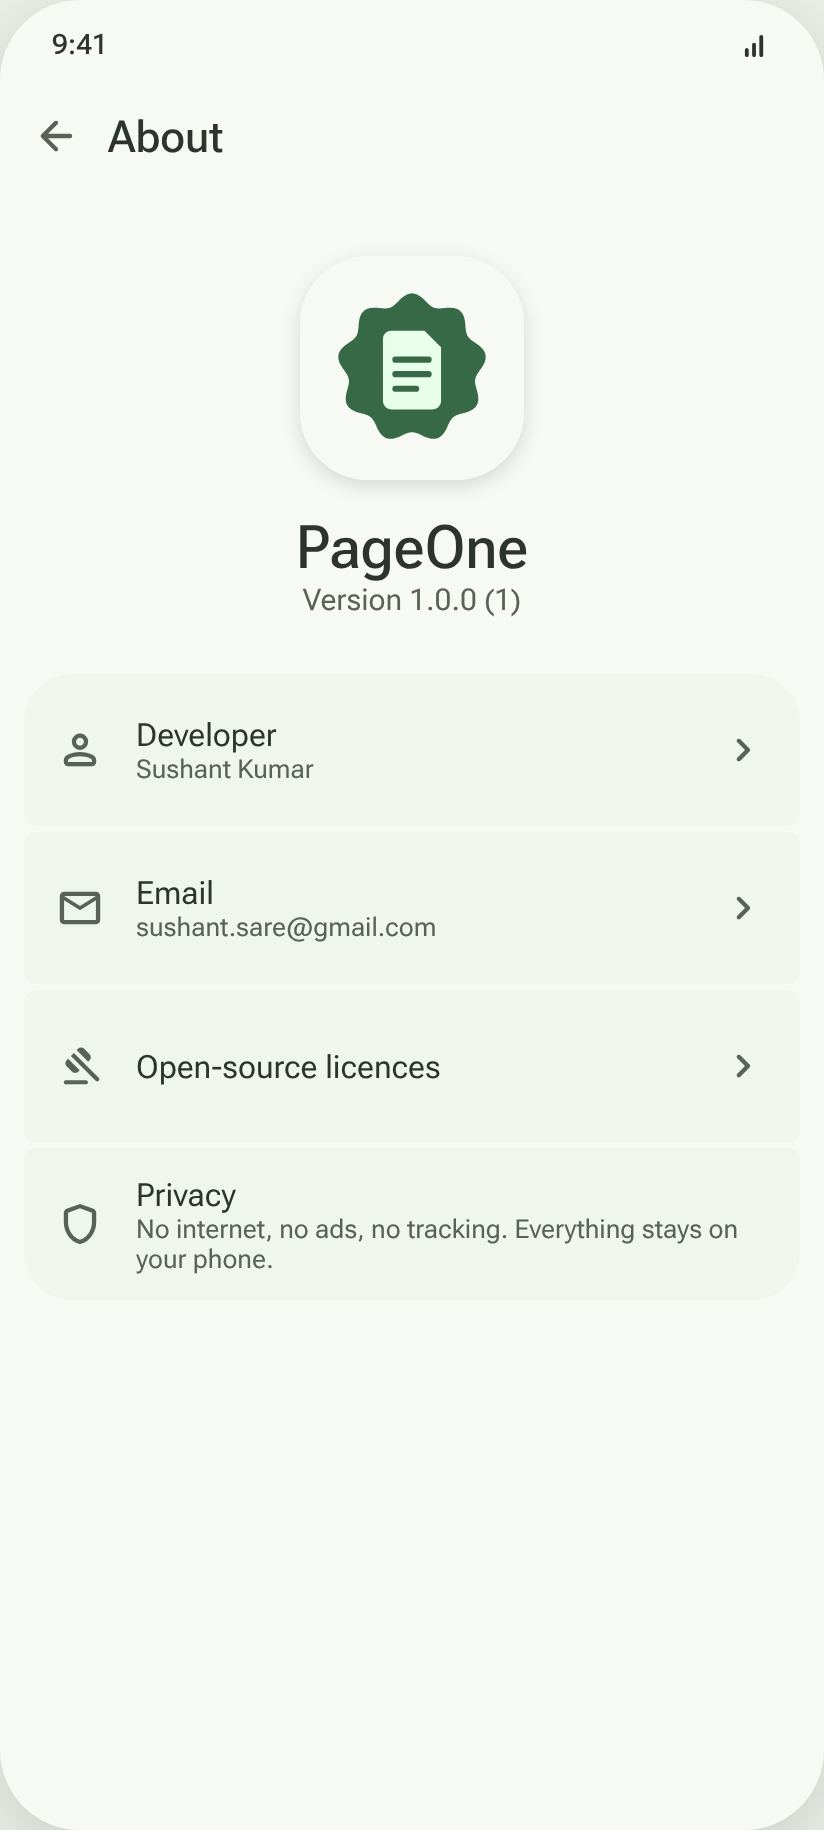 9:41
About
PageOne
Version 1.0.0 (1)
Developer
Sushant Kumar
Email
sushant.sare@gmail.com
Open-source licences
Privacy
No internet, no ads, no tracking. Everything stays on
your phone.